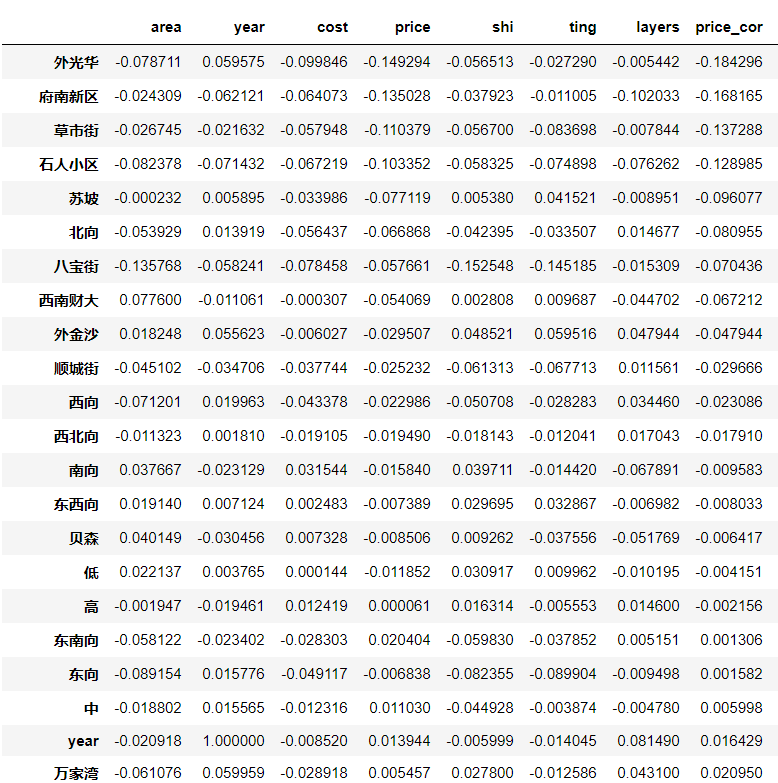 area year cost price shi ting layers price_cor
外光华 -0.078711 0.059575 -0.099846 -0.149294 -0.056513 -0.027290 -0.005442 -0.184296
府南新区 -0.024309 -0.062121 -0.064073 -0.135028 -0.037923 -0.011005 -0.102033 -0.168165
草市街 -0.026745 -0.021632 -0.057948 -0.110379 -0.056700 -0.083698 -0.007844 -0.137288
石人小区 -0.082378 -0.071432 -0.067219 -0.103352 -0.058325 -0.074898 -0.076262 -0.128985
苏坡 -0.000232 0.005895 -0.033986 -0.077119 0.005380 0.041521 -0.008951 -0.096077
北向 -0.053929 0.013919 -0.056437 -0.066868 -0.042395 -0.033507 0.014677 -0.080955
八宝街 -0.135768 -0.058241 -0.078458 -0.057661 -0.152548 -0.145185 -0.015309 -0.070436
西南财大 0.077600 -0.011061 -0.000307 -0.054069 0.002808 0.009687 -0.044702 -0.067212
外金沙 0.018248 0.055623 -0.006027 -0.029507 0.048521 0.059516 0.047944 -0.047944
顺城街 -0.045102 -0.034706 -0.037744 -0.025232 -0.061313 -0.067713 0.011561 -0.029666
西向 -0.071201 0.019963 -0.043378 -0.022986 -0.050708 -0.028283 0.034460 -0.023086
西北向 -0.011323 0.001810 -0.019105 -0.019490 -0.018143 -0.012041 0.017043 -0.017910
南向 0.037667 -0.023129 0.031544 -0.015840 0.039711 -0.014420 -0.067891 -0.009583
东西向 0.019140 0.007124 0.002483 -0.007389 0.029695 0.032867 -0.006982 -0.008033
贝森 0.040149 -0.030456 0.007328 -0.008506 0.009262 -0.037556 -0.051769 -0.006417
低 0.022137 0.003765 0.000144 -0.011852 0.030917 0.009962 -0.010195 -0.004151
高 -0.001947 -0.019461 0.012419 0.000061 0.016314 -0.005553 0.014600 -0.002156
东南向 -0.058122 -0.023402 -0.028303 0.020404 -0.059830 -0.037852 0.005151 0.001306
东向 -0.089154 0.015776 -0.049117 -0.006838 -0.082355 -0.089904 -0.009498 0.001582
中 -0.018802 0.015565 -0.012316 0.011030 -0.044928 -0.003874 -0.004780 0.005998
year -0.020918 1.000000 -0.008520 0.013944 -0.005999 -0.014045 0.081490 0.016429
万家湾 -0.061076 0.059959 -0.028918 0.005457 0.027800 -0.012586 0.043100 0.020950